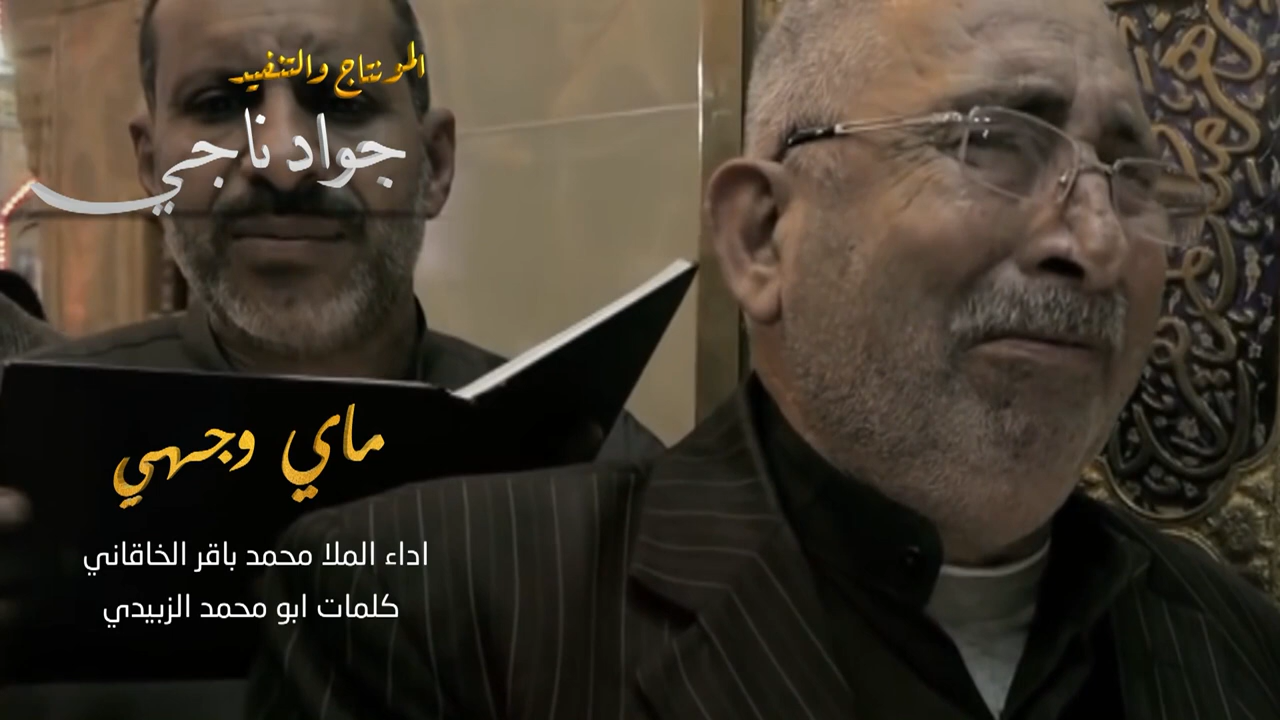 المونتاج والتنفيذ
جواد ناجي
ماي وجهي
اداء الملا محمد باقر الخاقاني
كلمات ابو محمد الزبيدي